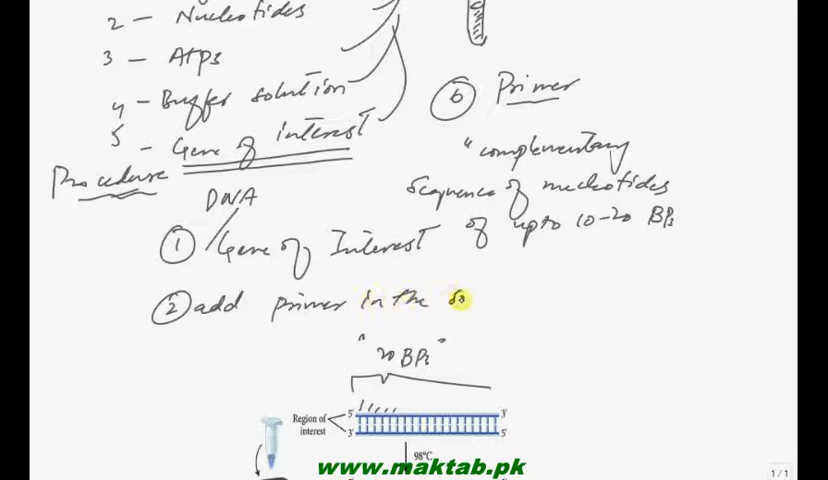 2 - Nucleotides
3 - ATPs
4 - Buffer solution
5 - Gene of interest
6 Primer
"complementary
sequence of nucleotides
of upto 10-20 BPs
Procedure
DNA
1 Gene of Interest
2 add primer in the so
"20 BPs"
Region of
interest
5' 3'
3' 5'
98°C
www.maktab.pk
1/1